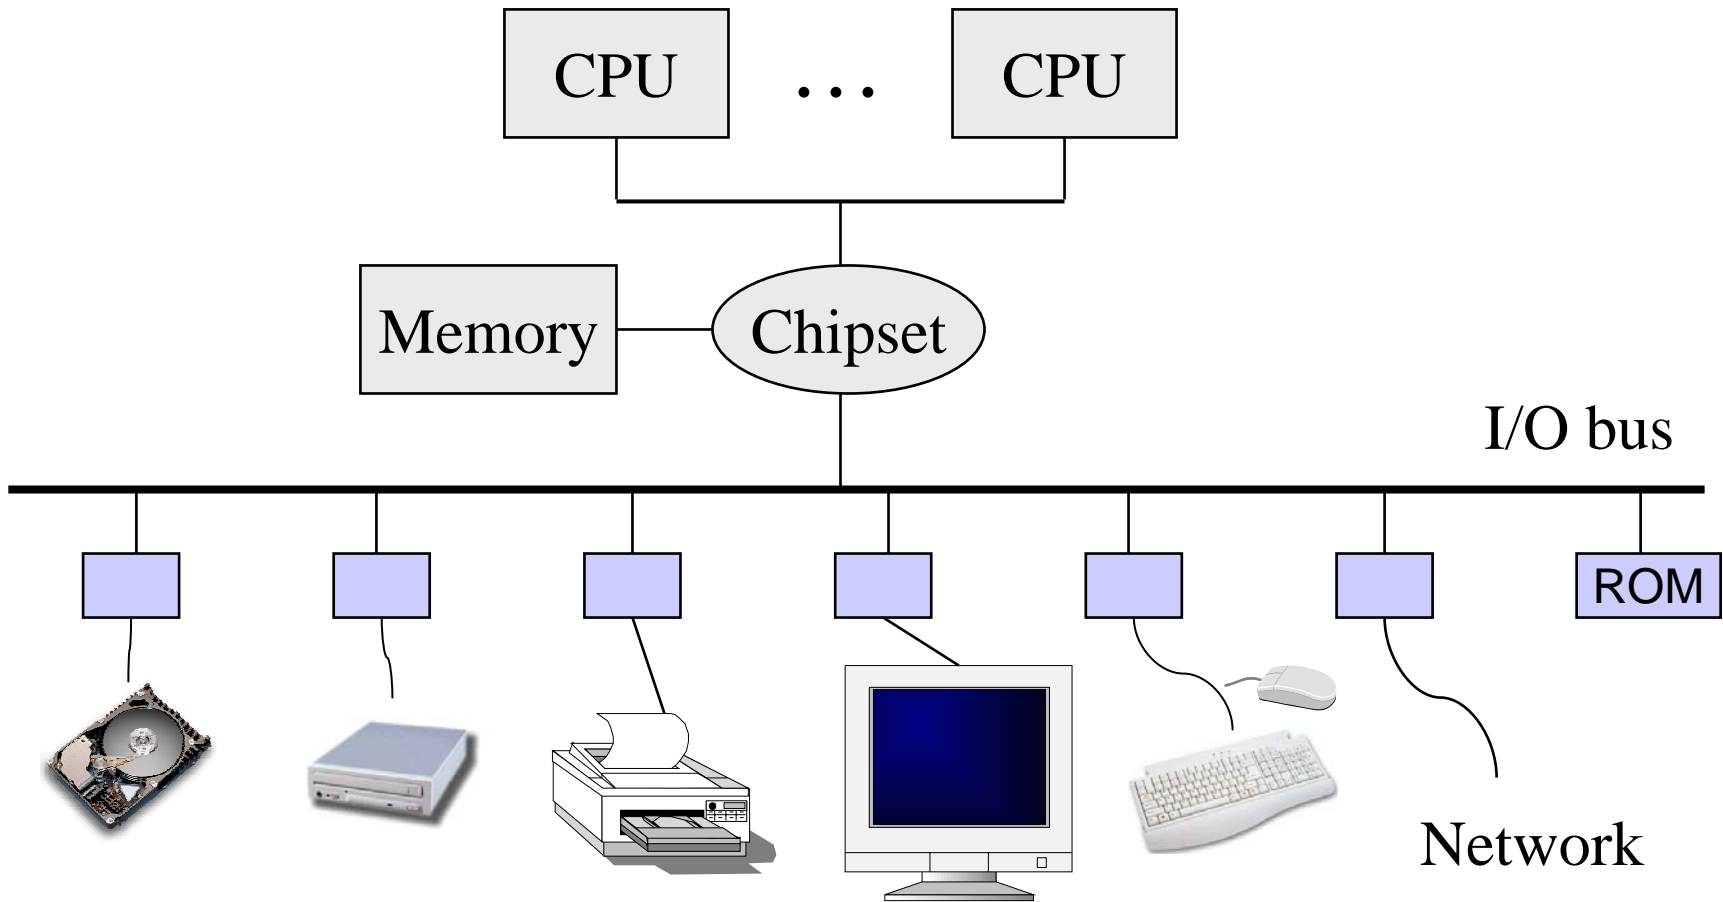 CPU … CPU
Memory Chipset
I/O bus
ROM
Network